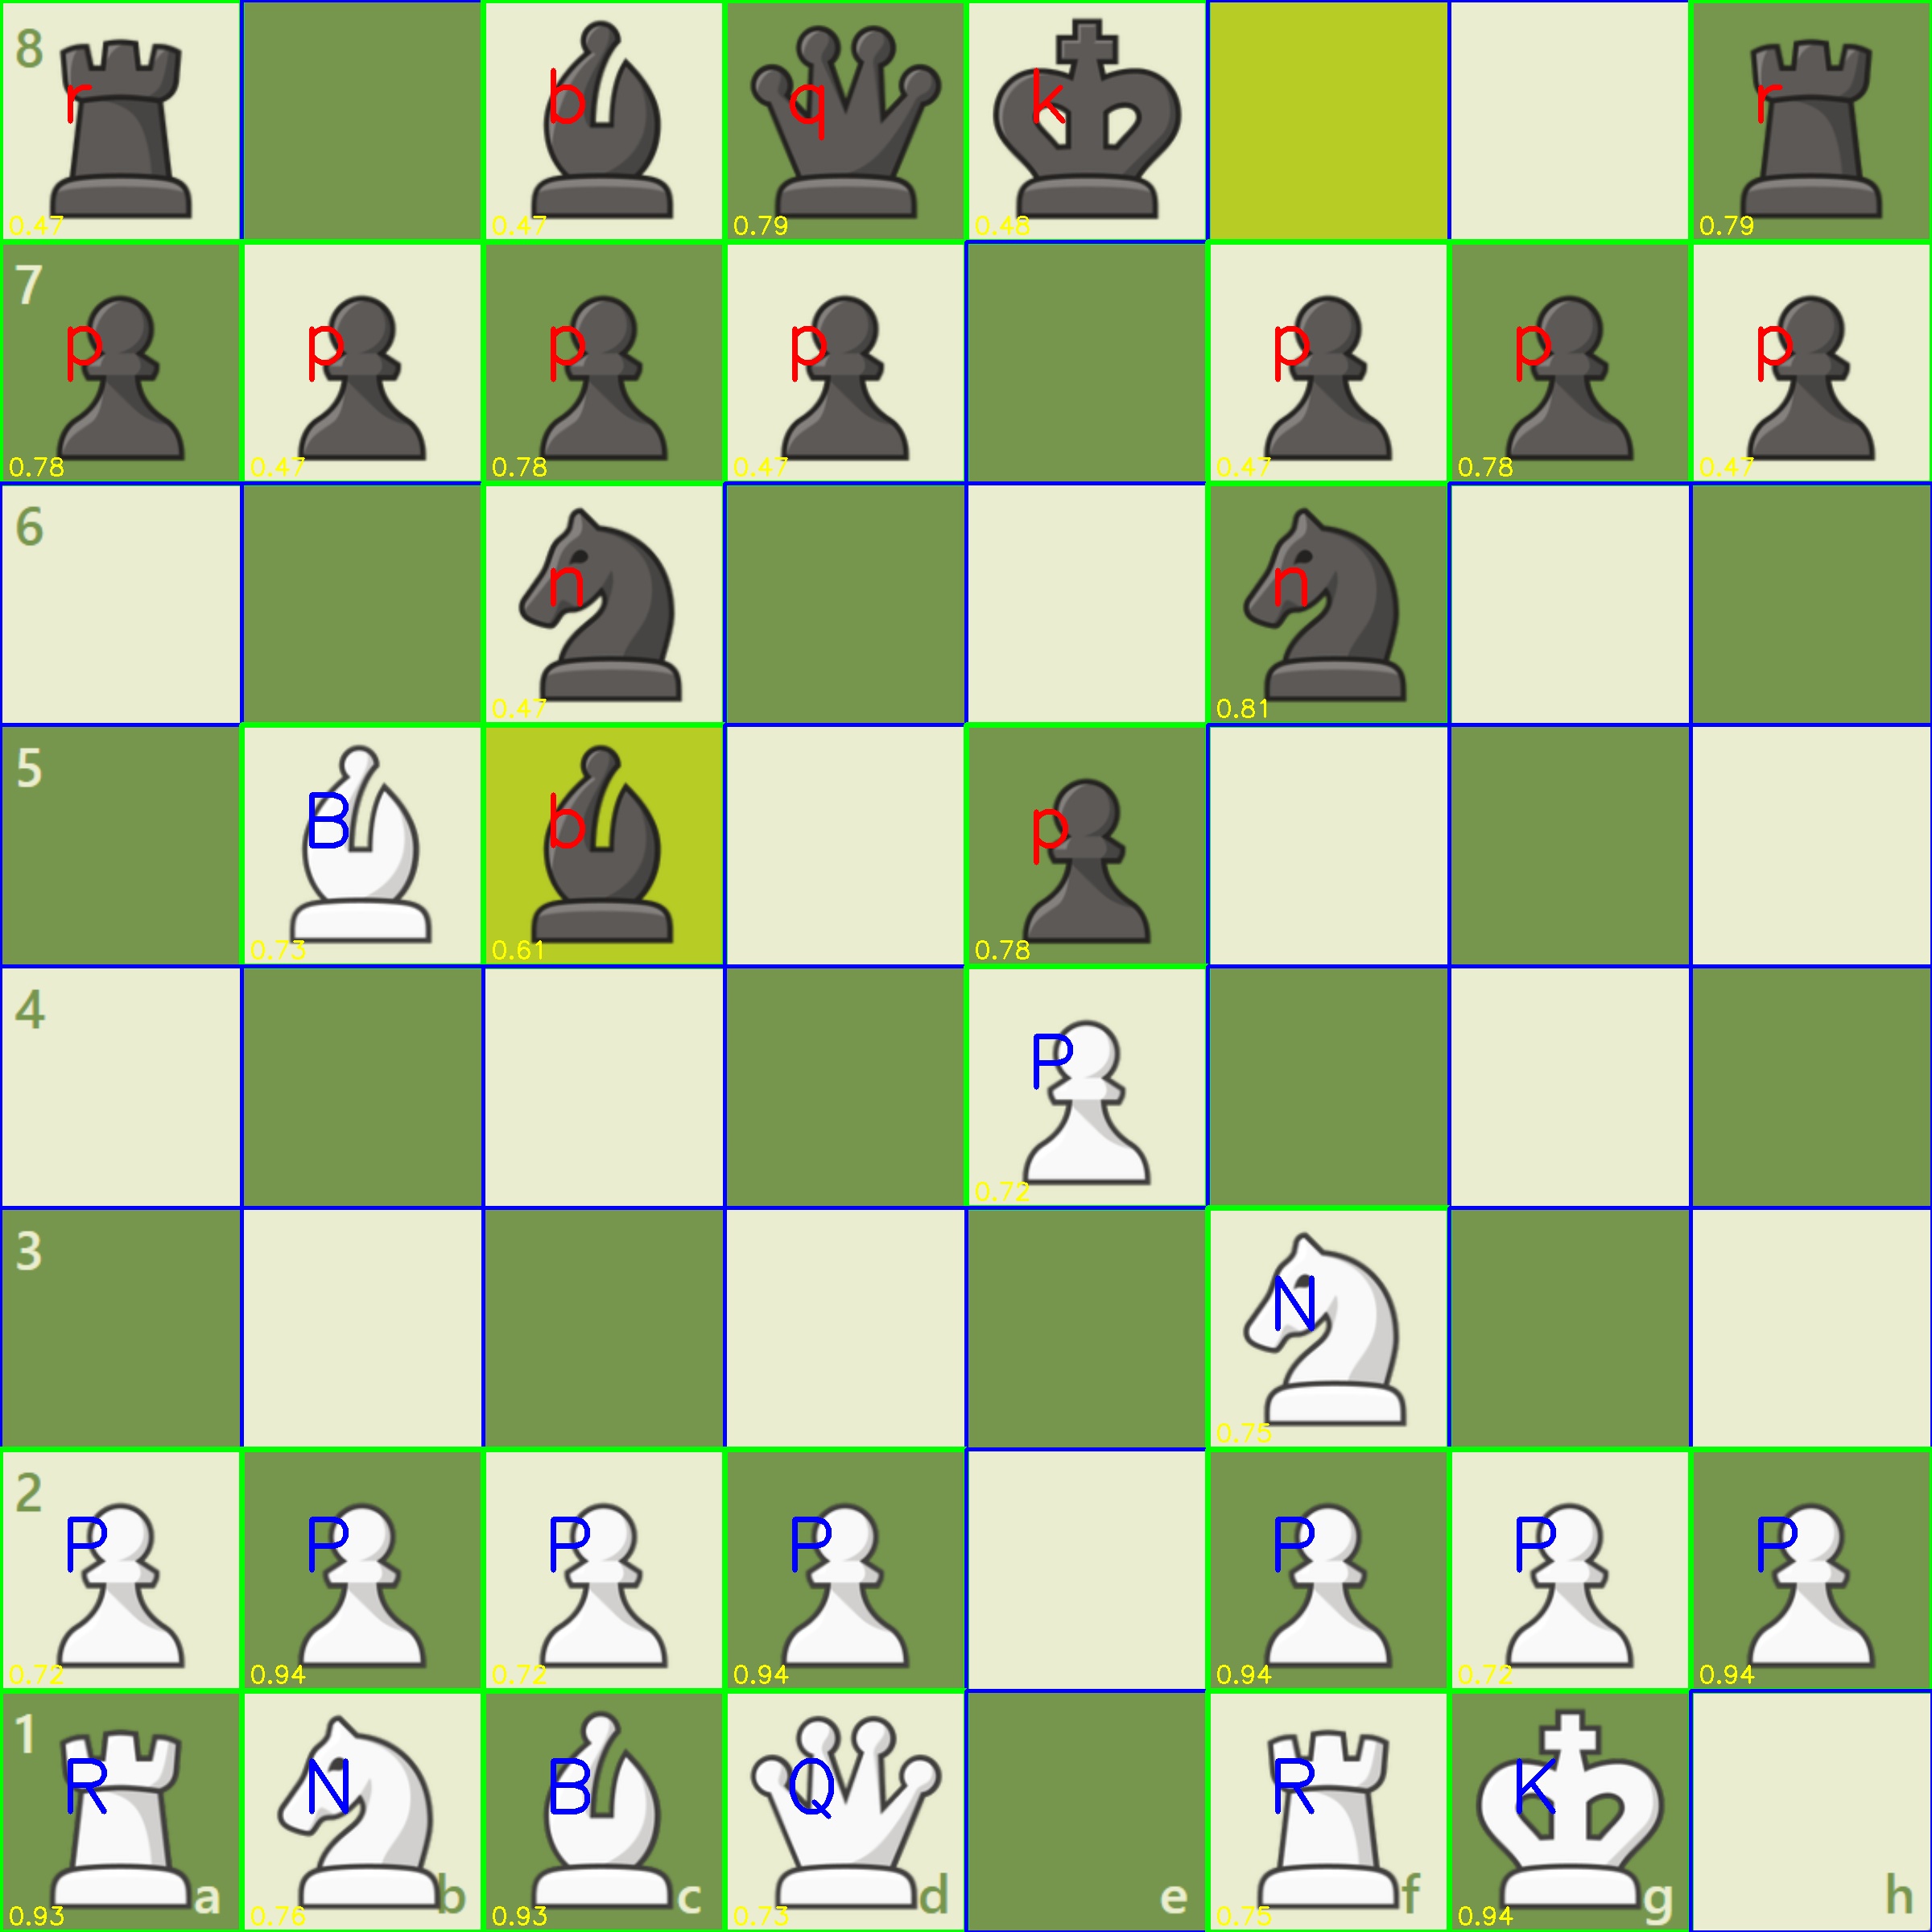 8 r b q k r
0.47 0.47 0.79 0.48 0.79
7 p p p p p p p
0.78 0.47 0.78 0.47 0.47 0.78 0.47
6 n n
0.47 0.81
5 B b p
0.73 0.61 0.78
4 P
0.72
3 N
0.75
2 P P P P P P P
0.72 0.94 0.72 0.94 0.94 0.72 0.94
1 R N B Q R K
a b c d e f g h
0.93 0.76 0.93 0.73 0.75 0.94